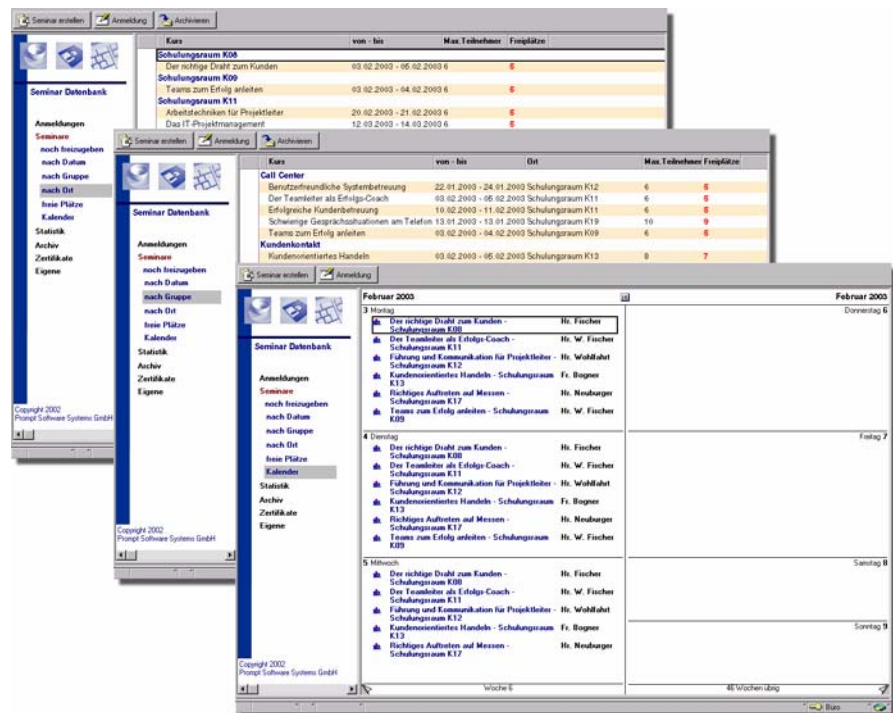 Seminar erstellen Anmeldung Archivieren
Kurs von - bis Max.Teilnehmer Freiplätze
Schulungsraum K08
Der richtige Draht zum Kunden 03.02.2003 - 05.02.2003 6
Schulungsraum K09
Teams zum Erfolg anleiten 03.02.2003 - 04.02.2003 6
Schulungsraum K11
Arbeitstechniken für Projektleiter 20.02.2003 - 21.02.2003 6
Das IT-Projektmanagement 12.03.2003 - 14.03.2003 6
Seminar Datenbank
Anmeldungen
Seminare
noch freizugeben
nach Datum
nach Gruppe
nach Ort
freie Plätze
Kalender
Statistik
Archiv
Zertifikate
Eigene
Copyright 2002
Prompt Software Systems GmbH
Seminar erstellen Anmeldung Archivieren
Kurs von - bis Ort Max.Teilnehmer Freiplätze
Call Center
Benutzerfreundliche Systembetreuung 22.01.2003 - 24.01.2003 Schulungsraum K12 6
Der Teamleiter als Erfolgs-Coach 03.02.2003 - 05.02.2003 Schulungsraum K11 6
Erfolgreiche Kundenbetreuung 10.02.2003 - 11.02.2003 Schulungsraum K11 6
Schwierige Gesprächssituationen am Telefon 13.01.2003 - 13.01.2003 Schulungsraum K19 10 9
Teams zum Erfolg anleiten 03.02.2003 - 04.02.2003 Schulungsraum K09 6
Kundenkontakt
Kundenorientiertes Handeln 03.02.2003 - 05.02.2003 Schulungsraum K13 8 7
Seminar Datenbank
Anmeldungen
Seminare
noch freizugeben
nach Datum
nach Gruppe
nach Ort
freie Plätze
Kalender
Statistik
Archiv
Zertifikate
Eigene
Copyright 2002
Prompt Software Systems GmbH
Seminar erstellen Anmeldung
Seminar Datenbank
Anmeldungen
Seminare
noch freizugeben
nach Datum
nach Gruppe
nach Ort
freie Plätze
Kalender
Statistik
Archiv
Zertifikate
Eigene
Copyright 2002
Prompt Software Systems GmbH
Februar 2003 Februar 2003
3 Montag Donnerstag 6
Der richtige Draht zum Kunden - Hr. Fischer
Schulungsraum K08
Der Teamleiter als Erfolgs-Coach - Hr. W. Fischer
Schulungsraum K11
Führung und Kommunikation für Projektleiter - Hr. Wohlfahrt
Schulungsraum K12
Kundenorientiertes Handeln - Schulungsraum Fr. Bogner
K13
Richtiges Auftreten auf Messen - Hr. Neuburger
Schulungsraum K17
Teams zum Erfolg anleiten - Schulungsraum Hr. W. Fischer
K09
4 Dienstag Freitag 7
Der richtige Draht zum Kunden - Hr. Fischer
Schulungsraum K08
Der Teamleiter als Erfolgs-Coach - Hr. W. Fischer
Schulungsraum K11
Führung und Kommunikation für Projektleiter - Hr. Wohlfahrt
Schulungsraum K12
Kundenorientiertes Handeln - Schulungsraum Fr. Bogner
K13
Richtiges Auftreten auf Messen - Hr. Neuburger
Schulungsraum K17
Teams zum Erfolg anleiten - Schulungsraum Hr. W. Fischer
K09
5 Mittwoch Samstag 8
Der richtige Draht zum Kunden - Hr. Fischer
Schulungsraum K08
Der Teamleiter als Erfolgs-Coach - Hr. W. Fischer
Schulungsraum K11
Führung und Kommunikation für Projektleiter - Hr. Wohlfahrt
Schulungsraum K12
Kundenorientiertes Handeln - Schulungsraum Fr. Bogner
K13
Richtiges Auftreten auf Messen - Hr. Neuburger
Schulungsraum K17
Sonntag 9
Woche 6 46 Wochen übrig
Büro